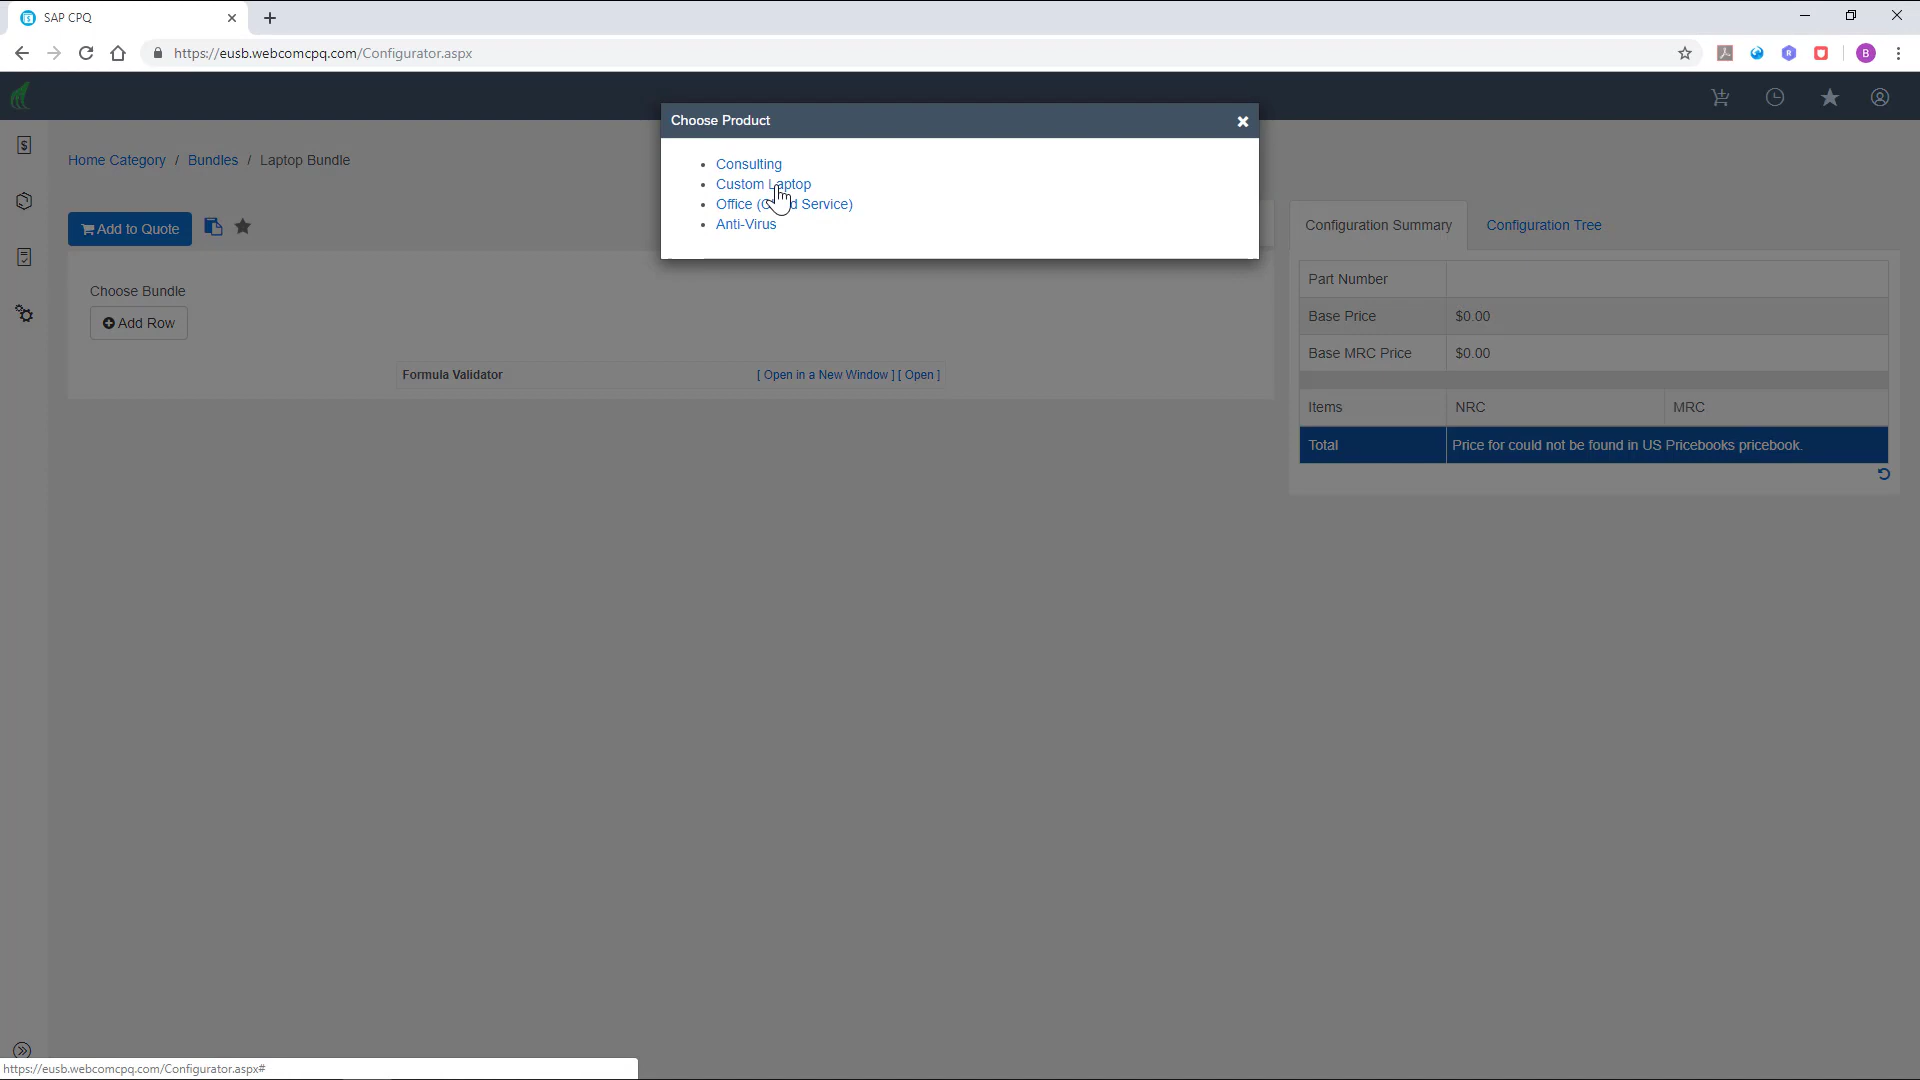 SAP CPQ
https://eusb.webcomcpq.com/Configurator.aspx
B
Choose Product
Consulting
Custom Laptop
Office (C d Service)
Anti-Virus
Home Category / Bundles / Laptop Bundle
Add to Quote
Choose Bundle
Add Row
Formula Validator [ Open in a New Window ] [ Open ]
Configuration Summary Configuration Tree
Part Number
Base Price $0.00
Base MRC Price $0.00
Items NRC MRC
Total Price for could not be found in US Pricebooks pricebook.
https://eusb.webcomcpq.com/Configurator.aspx#